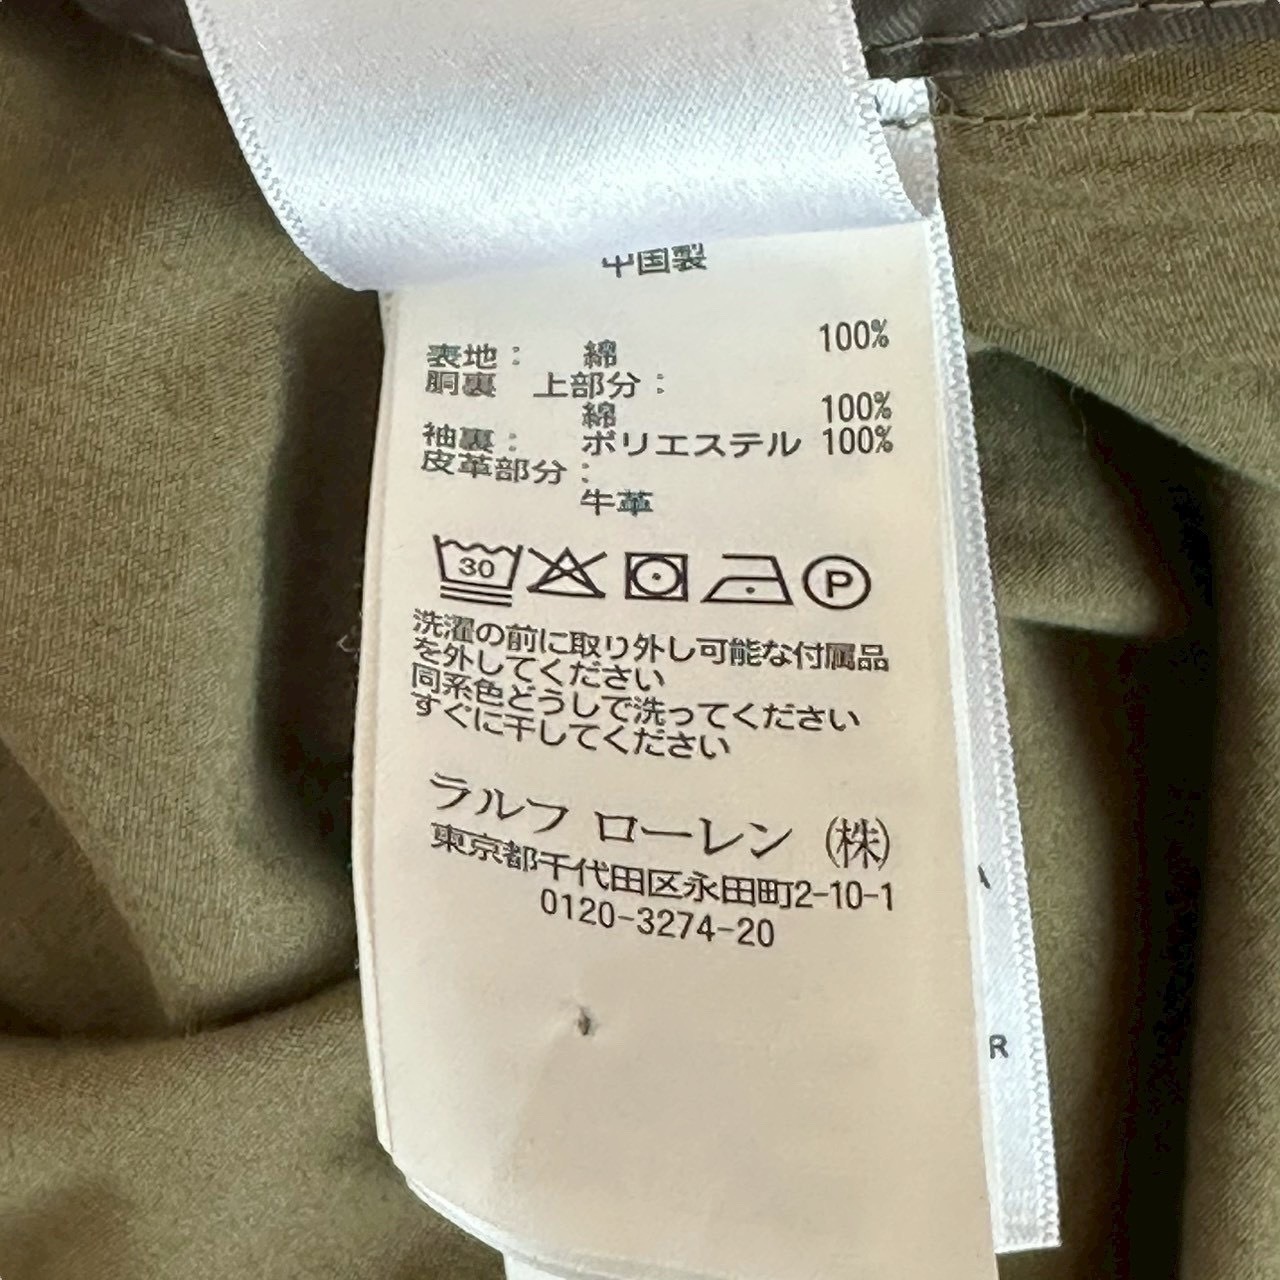 中国製
表地： 綿 100%
胴裏 上部分：
綿 100%
袖裏： ポリエステル 100%
皮革部分：
牛革
30
P
洗濯の前に取り外し可能な付属品
を外してください
同系色どうしで洗ってください
すぐに干してください
ラルフ ローレン (株)
東京都千代田区永田町2-10-1
0120-3274-20
R